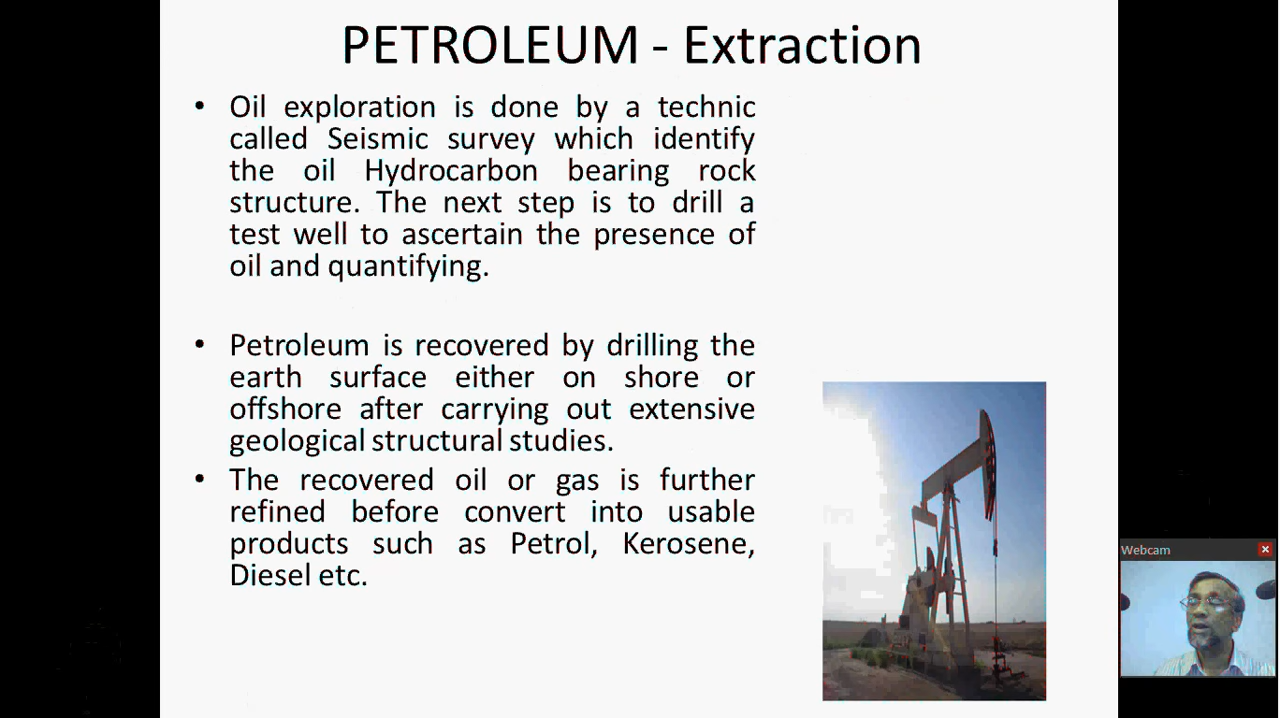 PETROLEUM - Extraction
• Oil exploration is done by a technic
called Seismic survey which identify
the oil Hydrocarbon bearing rock
structure. The next step is to drill a
test well to ascertain the presence of
oil and quantifying.
• Petroleum is recovered by drilling the
earth surface either on shore or
offshore after carrying out extensive
geological structural studies.
• The recovered oil or gas is further
refined before convert into usable
products such as Petrol, Kerosene,
Diesel etc.
Webcam